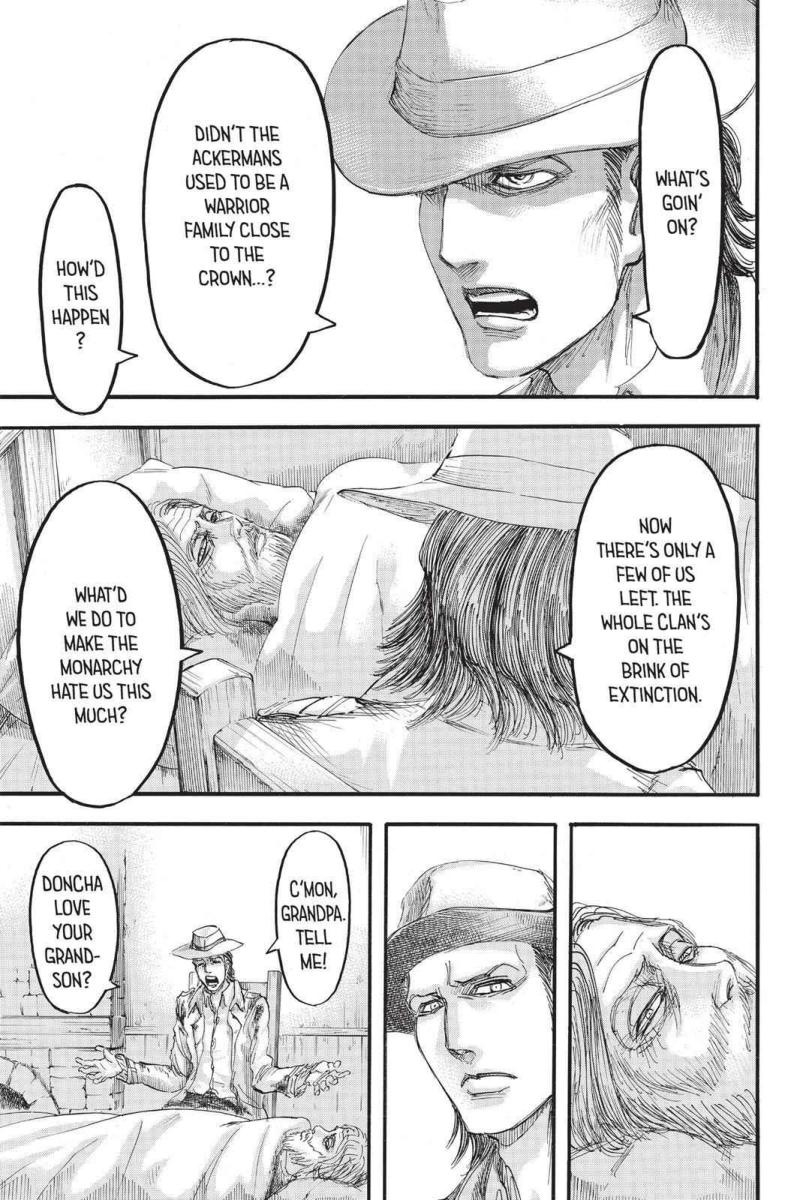 WHAT'S
GOIN'
ON?
DIDN'T THE
ACKERMANS
USED TO BE A
WARRIOR
FAMILY CLOSE
TO THE
CROWN...?
HOW'D
THIS
HAPPEN
?
NOW
THERE'S ONLY A
FEW OF US
LEFT. THE
WHOLE CLAN'S
ON THE
BRINK OF
EXTINCTION.
WHAT'D
WE DO TO
MAKE THE
MONARCHY
HATE US THIS
MUCH?
C'MON,
GRANDPA.
TELL
ME!
DONCHA
LOVE
YOUR
GRAND-
SON?